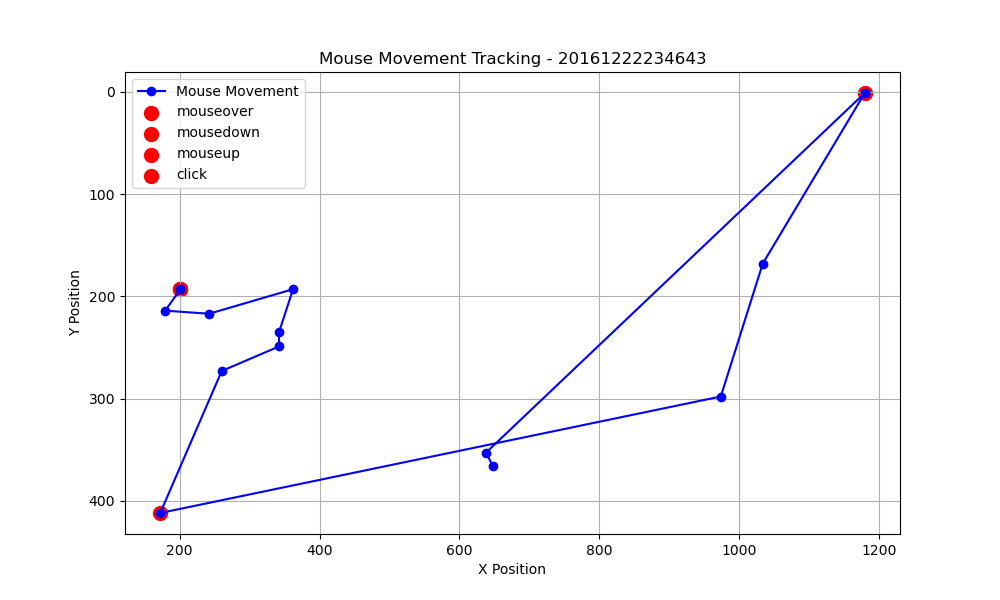 Mouse Movement Tracking - 20161222234643
Mouse Movement
mouseover
mousedown
mouseup
click
0
100
200
300
400
Y Position
200
400
600
800
1000
1200
X Position